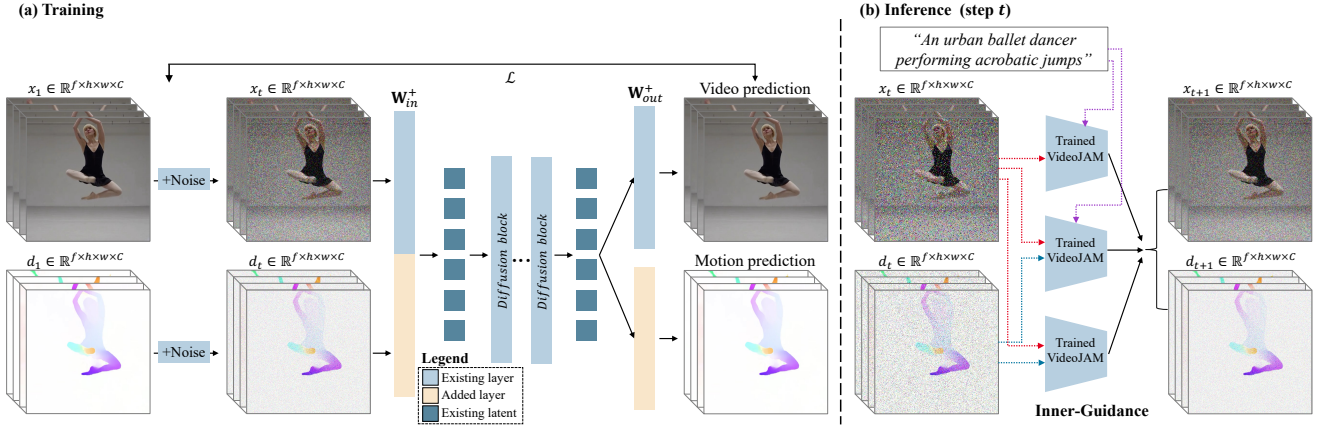 (a) Training
ℒ
x₁ ∈ ℝ^{f×h×w×C}
+Noise
x_t ∈ ℝ^{f×h×w×C}
W⁺_in
Diffusion block
...
Diffusion block
W⁺_out
Video prediction
d₁ ∈ ℝ^{f×h×w×C}
+Noise
d_t ∈ ℝ^{f×h×w×C}
Motion prediction
Legend
Existing layer
Added layer
Existing latent
(b) Inference (step t)
“An urban ballet dancer
performing acrobatic jumps”
x_t ∈ ℝ^{f×h×w×C}
d_t ∈ ℝ^{f×h×w×C}
Trained
VideoJAM
Trained
VideoJAM
Trained
VideoJAM
Inner-Guidance
x_{t+1} ∈ ℝ^{f×h×w×C}
d_{t+1} ∈ ℝ^{f×h×w×C}